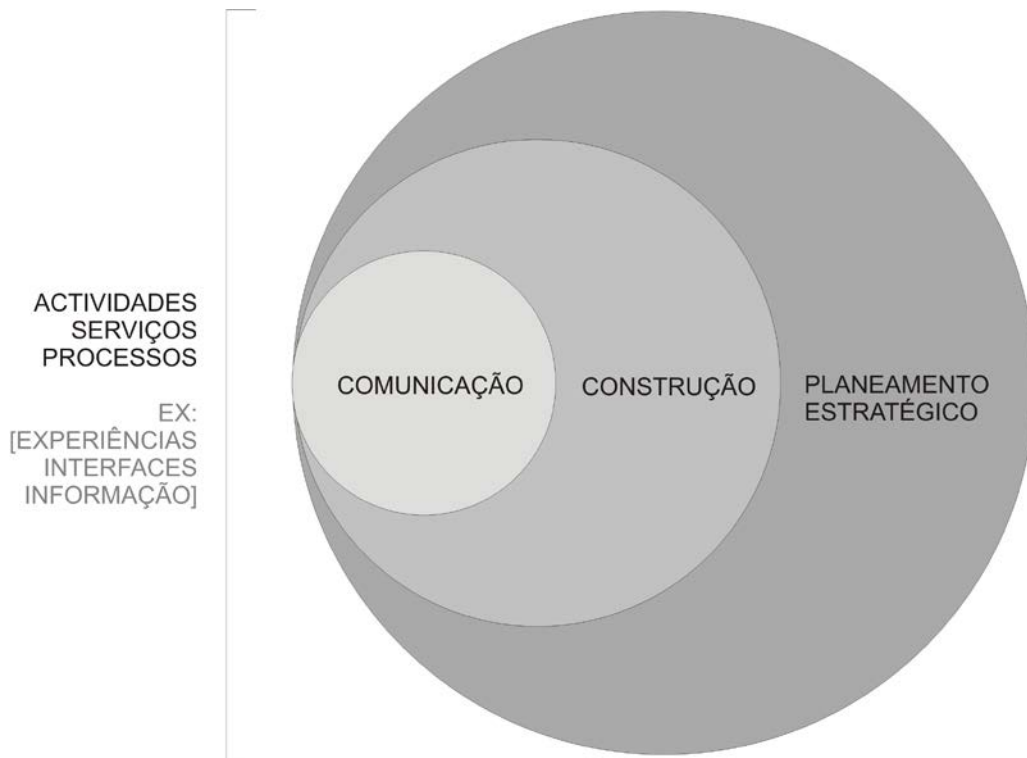 ACTIVIDADES
SERVIÇOS
PROCESSOS
EX:
[EXPERIÊNCIAS
INTERFACES
INFORMAÇÃO]
COMUNICAÇÃO
CONSTRUÇÃO
PLANEAMENTO
ESTRATÉGICO